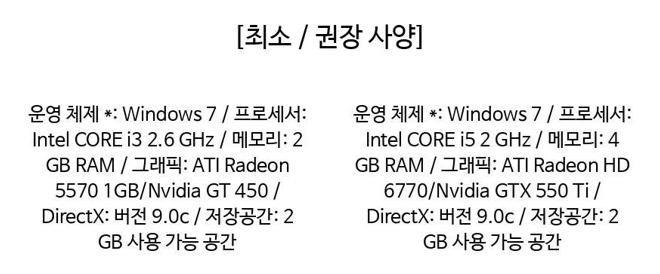 [최소 / 권장 사양]
운영 체제 *: Windows 7 / 프로세서:
Intel CORE i3 2.6 GHz / 메모리: 2
GB RAM / 그래픽: ATI Radeon
5570 1GB/Nvidia GT 450 /
DirectX: 버전 9.0c / 저장공간: 2
GB 사용 가능 공간
운영 체제 *: Windows 7 / 프로세서:
Intel CORE i5 2 GHz / 메모리: 4
GB RAM / 그래픽: ATI Radeon HD
6770/Nvidia GTX 550 Ti /
DirectX: 버전 9.0c / 저장공간: 2
GB 사용 가능 공간